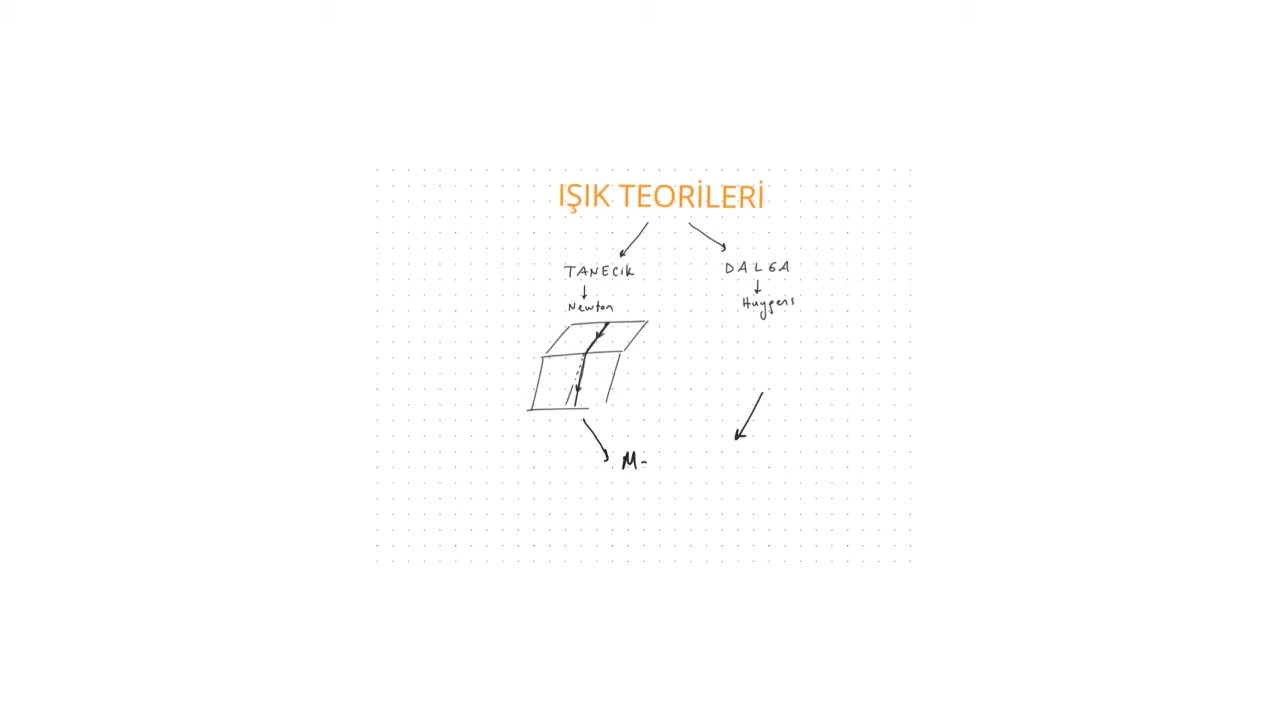 IŞIK TEORİLERİ
TANECİK
DALGA
Newton
Huygens
M-